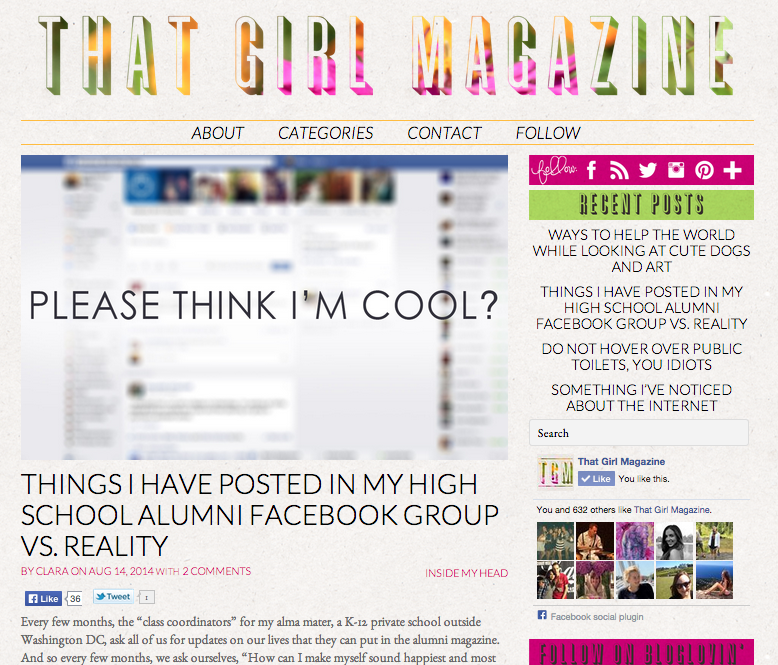 THAT GIRL MAGAZINE
ABOUT CATEGORIES CONTACT FOLLOW
PLEASE THINK I'M COOL?
THINGS I HAVE POSTED IN MY HIGH
SCHOOL ALUMNI FACEBOOK GROUP
VS. REALITY
BY CLARA ON AUG 14, 2014 WITH 2 COMMENTS
INSIDE MY HEAD
Like 36 Tweet 1
Every few months, the “class coordinators” for my alma mater, a K-12 private school outside
Washington DC, ask all of us for updates on our lives that they can put in the alumni magazine.
And so every few months, we ask ourselves, “How can I make myself sound happiest and most
follow:
RECENT POSTS
WAYS TO HELP THE WORLD
WHILE LOOKING AT CUTE DOGS
AND ART
THINGS I HAVE POSTED IN MY
HIGH SCHOOL ALUMNI
FACEBOOK GROUP VS. REALITY
DO NOT HOVER OVER PUBLIC
TOILETS, YOU IDIOTS
SOMETHING I'VE NOTICED
ABOUT THE INTERNET
Search
TGM
That Girl Magazine
Like You like this.
You and 632 others like That Girl Magazine.
Facebook social plugin
FOLLOW ON BLOGLOVIN'